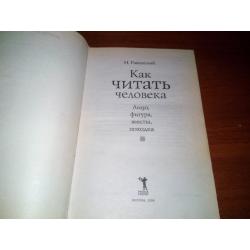 Н. Равенский
Как
ЧИТАТЬ
человека
Лицо,
фигура,
жесты,
походка